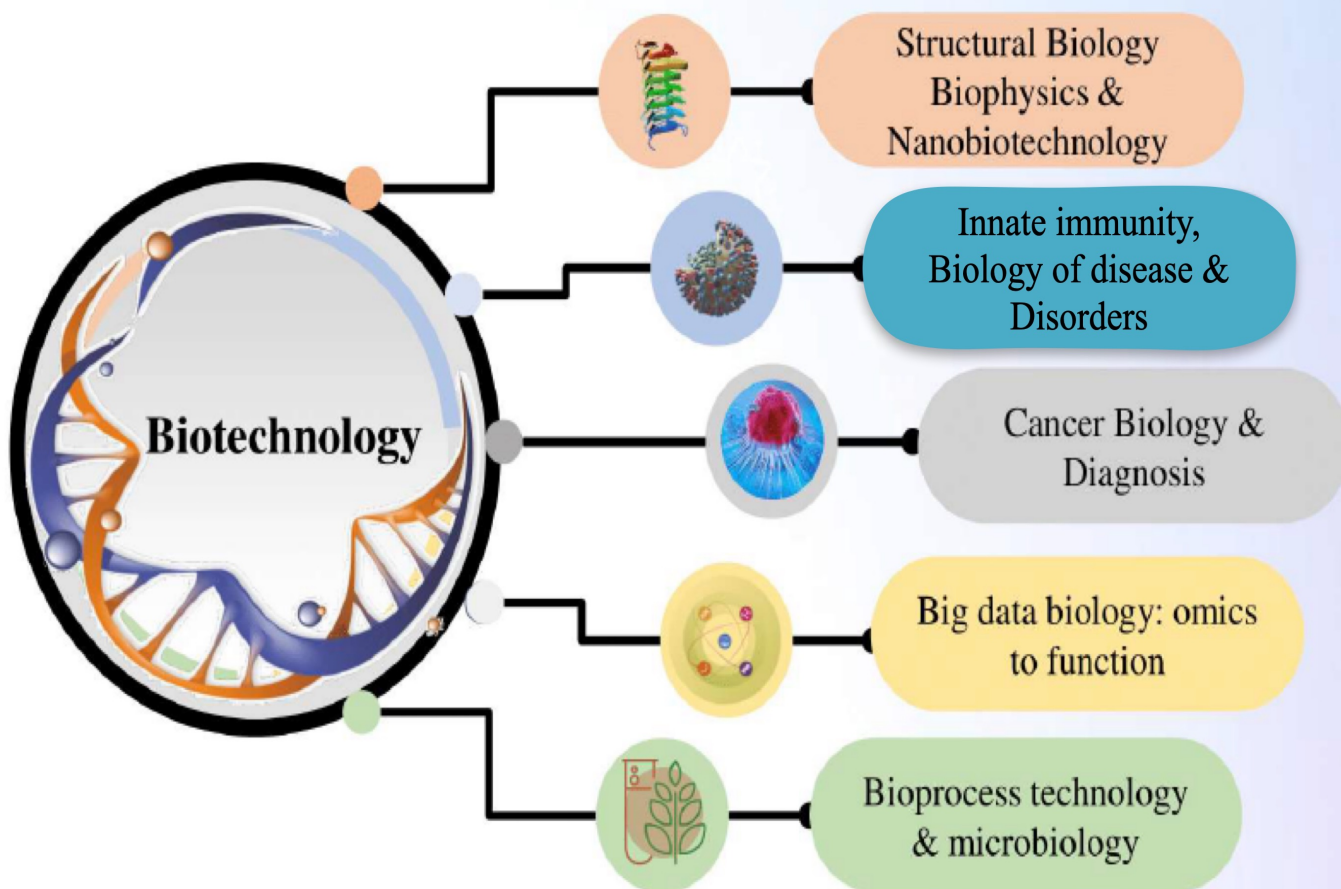 Structural Biology
Biophysics &
Nanobiotechnology
Innate immunity,
Biology of disease &
Disorders
Biotechnology
Cancer Biology &
Diagnosis
Big data biology: omics
to function
Bioprocess technology
& microbiology